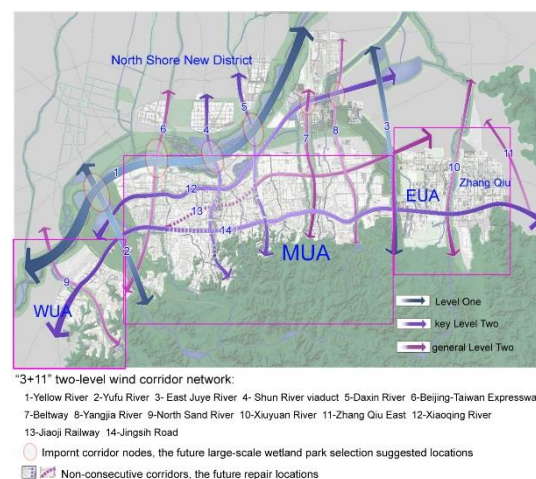 North Shore New District
5
4
6
7
8
3
1
12
13
14
10
11
Zhang Qiu
EUA
MUA
2
9
WUA
Level One
key Level Two
general Level Two
“3+11” two-level wind corridor network:
1-Yellow River 2-Yufu River 3- East Juye River 4- Shun River viaduct 5-Daxin River 6-Beijing-Taiwan Expresswa
7-Beltway 8-Yangjia River 9-North Sand River 10-Xiuyuan River 11-Zhang Qiu East 12-Xiaoqing River
13-Jiaoji Railway 14-Jingsih Road
Impornt corridor nodes, the future large-scale wetland park selection suggested locations
Non-consecutive corridors, the future repair locations